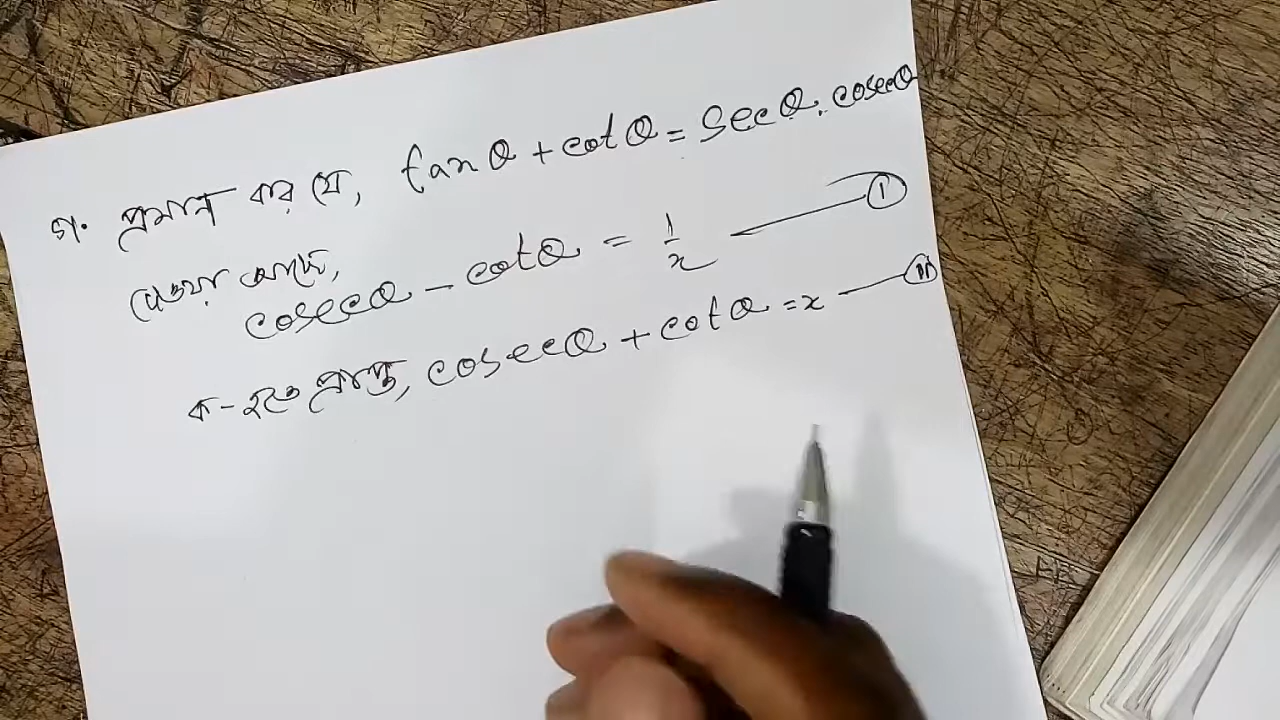 গ. প্রমাণ কর যে, tanθ + cotθ = secθ . cosecθ
দেওয়া আছে,
cosecθ - cotθ = 1/x —— (i)
ক-হতে প্রাপ্ত, cosecθ + cotθ = x —— (ii)